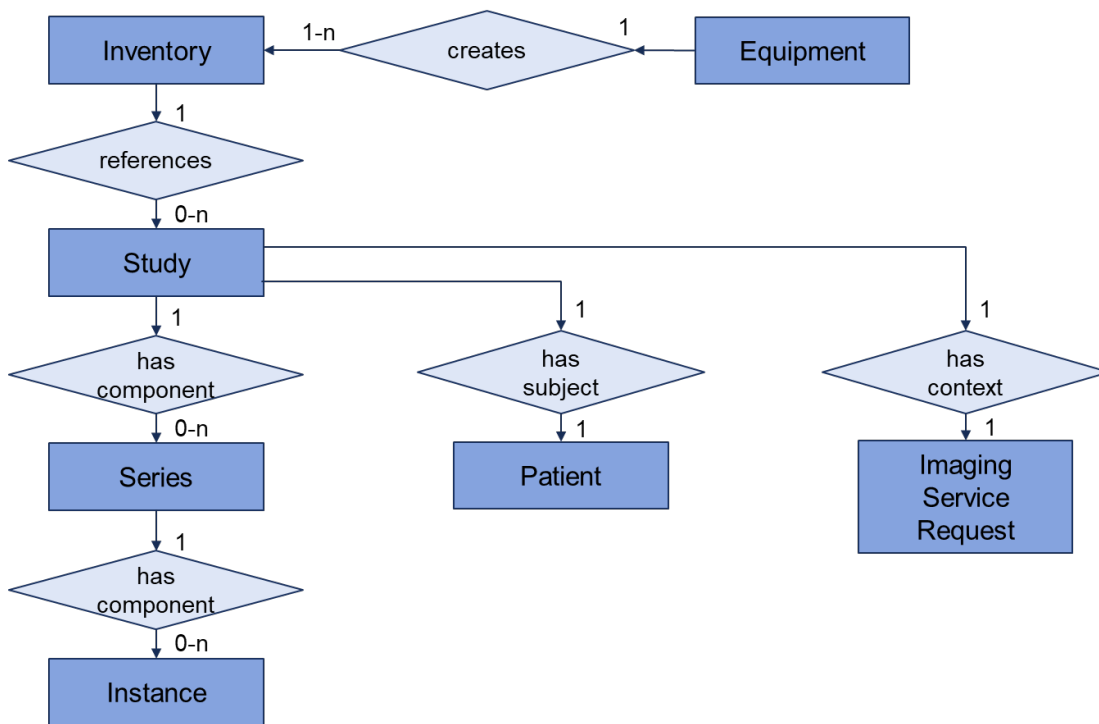 Inventory
1-n
creates
1
Equipment
1
references
0-n
Study
1
has
component
0-n
Series
1
has
component
0-n
Instance
1
has
subject
1
Patient
1
has
context
1
Imaging
Service
Request